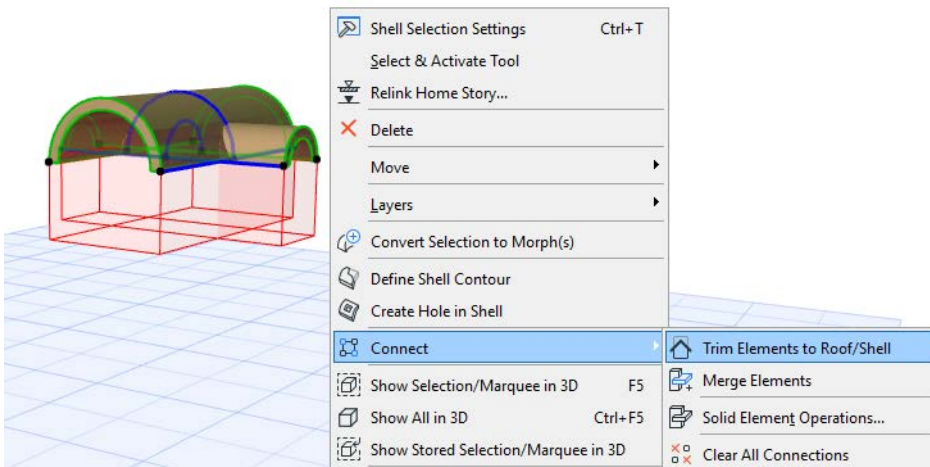 Shell Selection Settings Ctrl+T
Select & Activate Tool
Relink Home Story...
Delete
Move
Layers
Convert Selection to Morph(s)
Define Shell Contour
Create Hole in Shell
Connect
Trim Elements to Roof/Shell
Show Selection/Marquee in 3D F5
Merge Elements
Show All in 3D Ctrl+F5
Solid Element Operations...
Show Stored Selection/Marquee in 3D
Clear All Connections